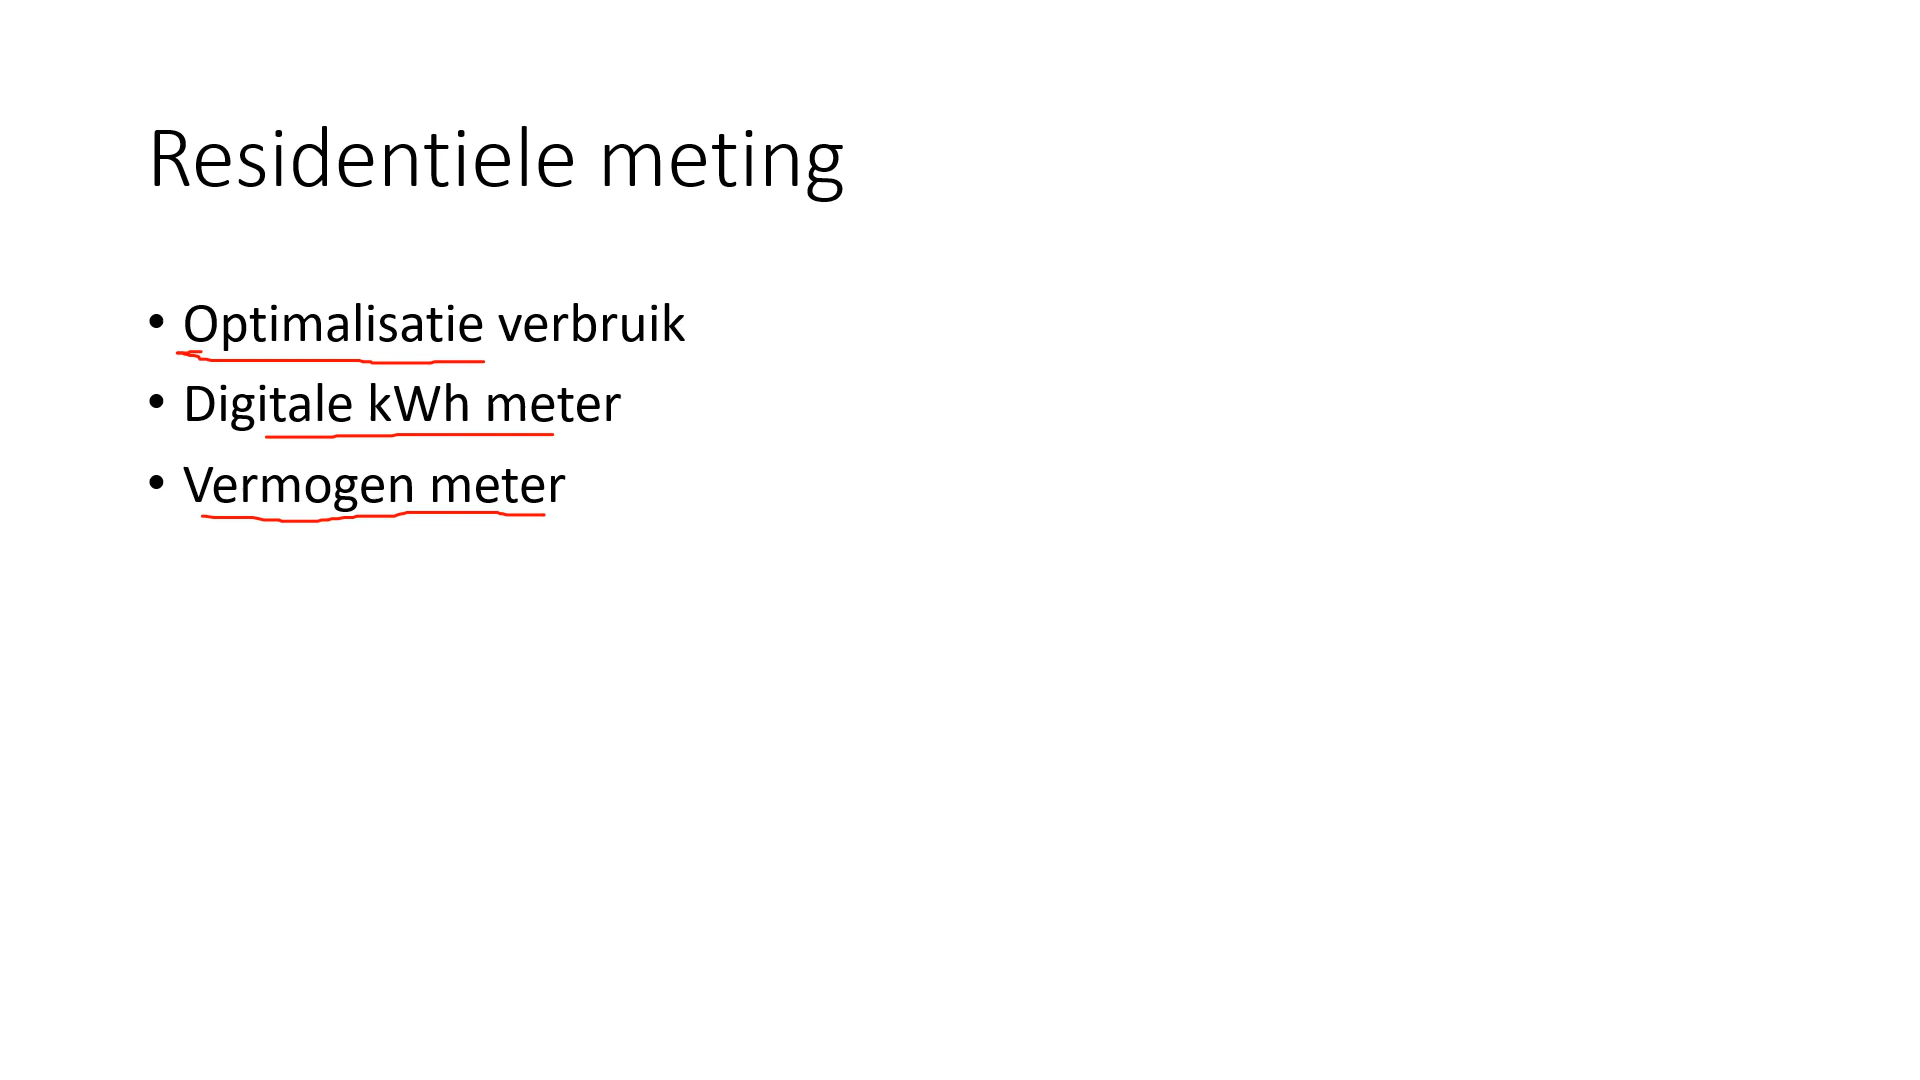 Residentiele meting
• Optimalisatie verbruik
• Digitale kWh meter
• Vermogen meter